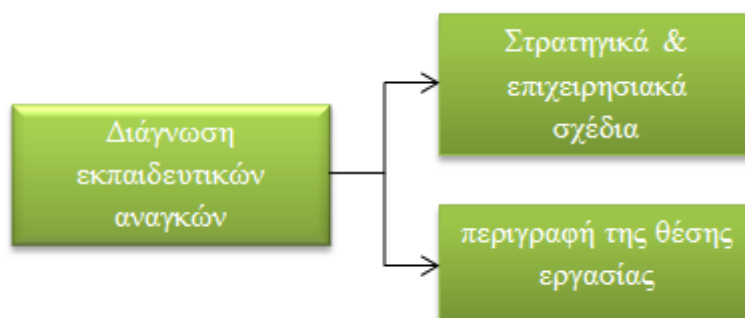 Διάγνωση
εκπαιδευτικών
αναγκών
Στρατηγικά &
επιχειρησιακά
σχέδια
περιγραφή της θέσης
εργασίας